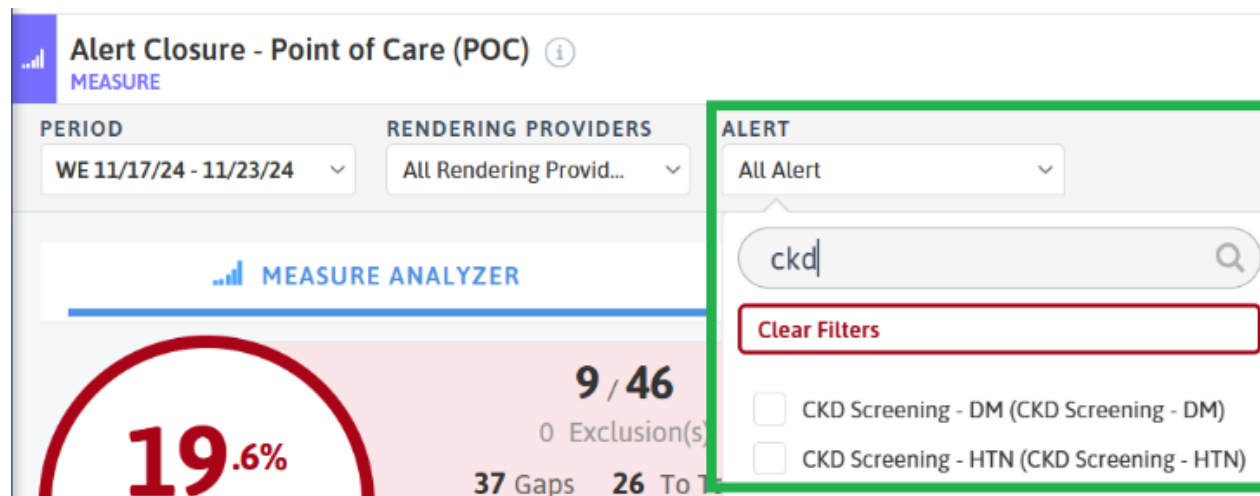 Alert Closure - Point of Care (POC)
MEASURE
PERIOD
RENDERING PROVIDERS
ALERT
WE 11/17/24 - 11/23/24
All Rendering Provid...
All Alert
ckd
MEASURE ANALYZER
Clear Filters
9 / 46
0 Exclusion(s)
CKD Screening - DM (CKD Screening - DM)
19.6%
37 Gaps 26 To
CKD Screening - HTN (CKD Screening - HTN)